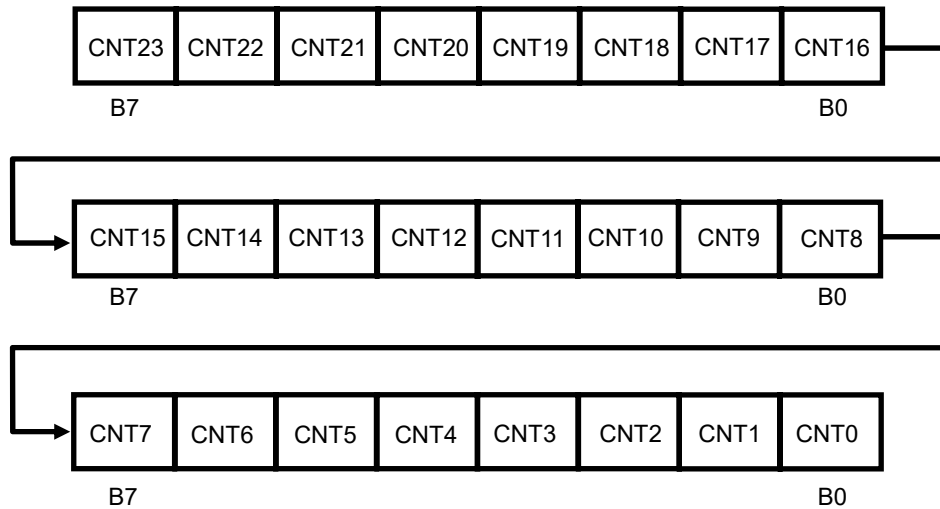 CNT23 CNT22 CNT21 CNT20 CNT19 CNT18 CNT17 CNT16
B7 B0
CNT15 CNT14 CNT13 CNT12 CNT11 CNT10 CNT9 CNT8
B7 B0
CNT7 CNT6 CNT5 CNT4 CNT3 CNT2 CNT1 CNT0
B7 B0